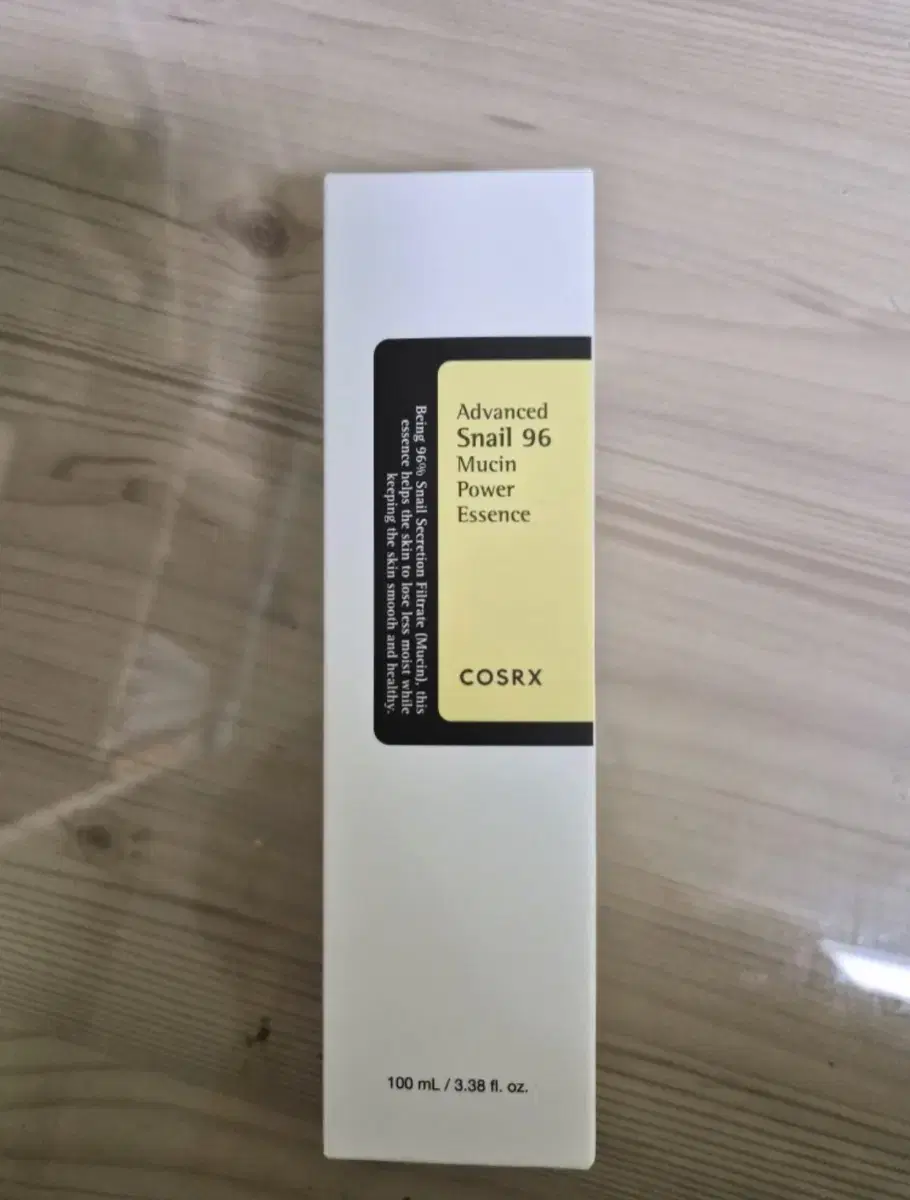 Advanced
Snail 96
Mucin
Power
Essence
COSRX
Being 96% Snail Secretion Filtrate (Mucin), this
essence helps the skin to lose less moist while
keeping the skin smooth and healthy.
100 mL / 3.38 fl. oz.